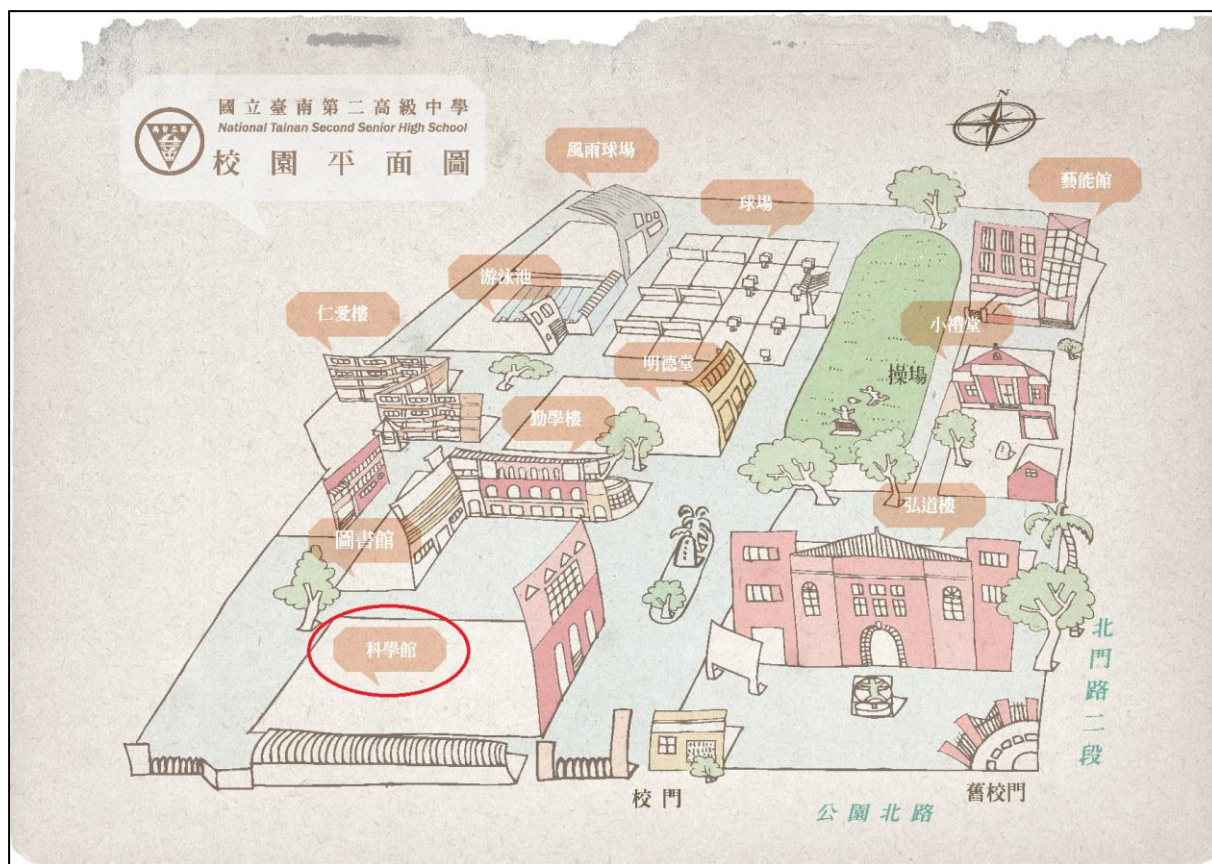 國立臺南第二高級中學
National Tainan Second Senior High School
校園平面圖
N
風雨球場
球場
藝能館
游泳池
仁愛樓
小禮堂
明德堂
操場
勤學樓
弘道樓
圖書館
科學館
北門路二段
校門
舊校門
公園北路